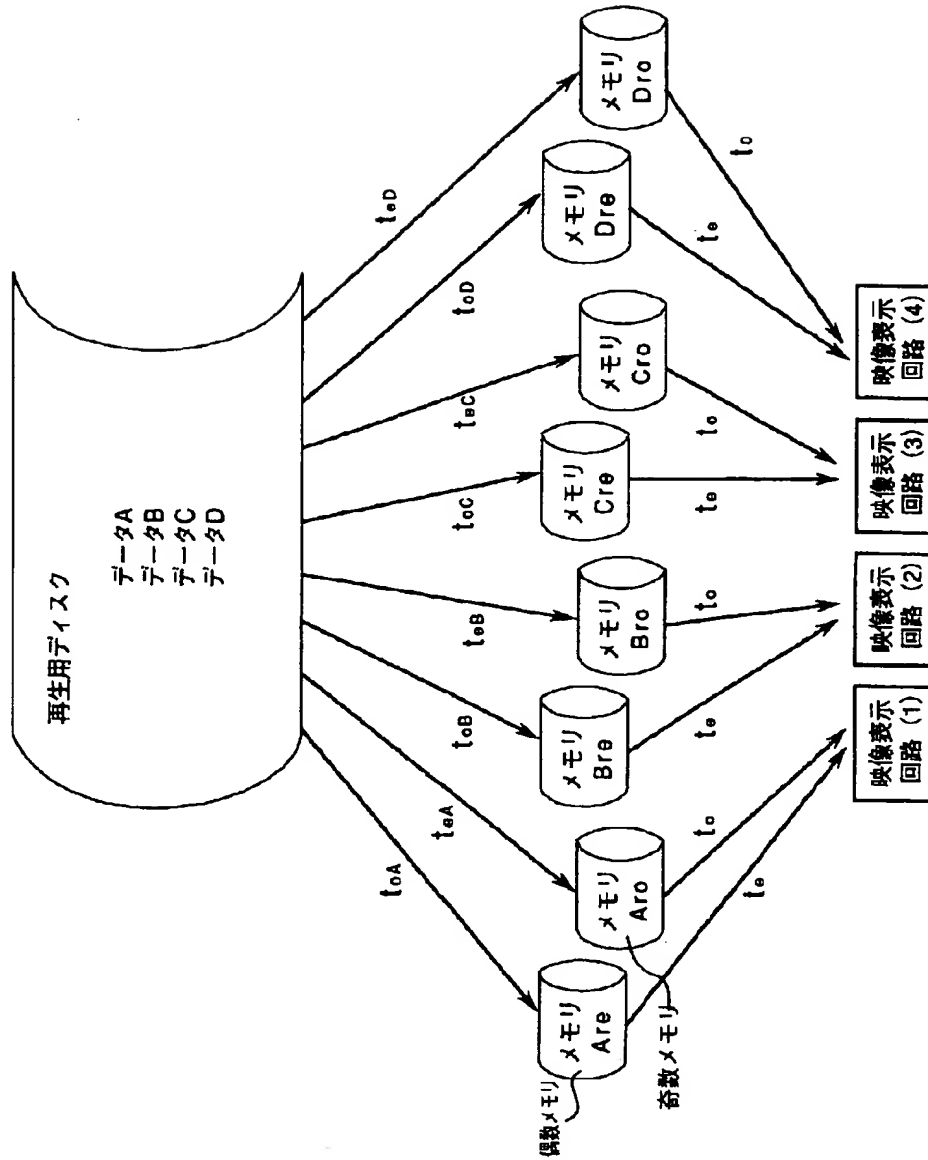 再生用ディスク
データA
データB
データC
データD
toA
teA
toB
teB
toC
teC
toD
teD
メモリ
Are
メモリ
Aro
メモリ
Bre
メモリ
Bro
メモリ
Cre
メモリ
Cro
メモリ
Dre
メモリ
Dro
偶数メモリ
奇数メモリ
te
to
te
to
te
to
te
to
映像表示
回路 (1)
映像表示
回路 (2)
映像表示
回路 (3)
映像表示
回路 (4)